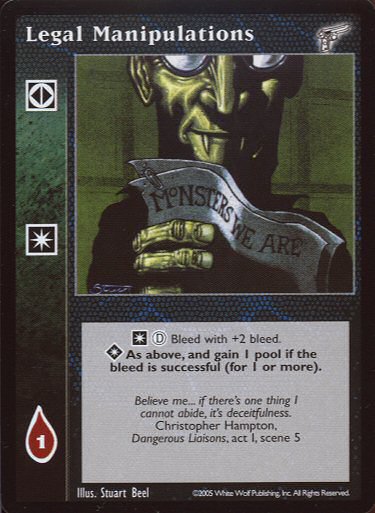 Legal Manipulations
MONSTERS
WE ARE
Stuart
D Bleed with +2 bleed.
As above, and gain 1 pool if the
bleed is successful (for 1 or more).
Believe me... if there's one thing I
cannot abide, it's deceitfulness.
Christopher Hampton,
Dangerous Liaisons, act I, scene 5
1
Illus. Stuart Beel
©2005 White Wolf Publishing, Inc. All Rights Reserved.